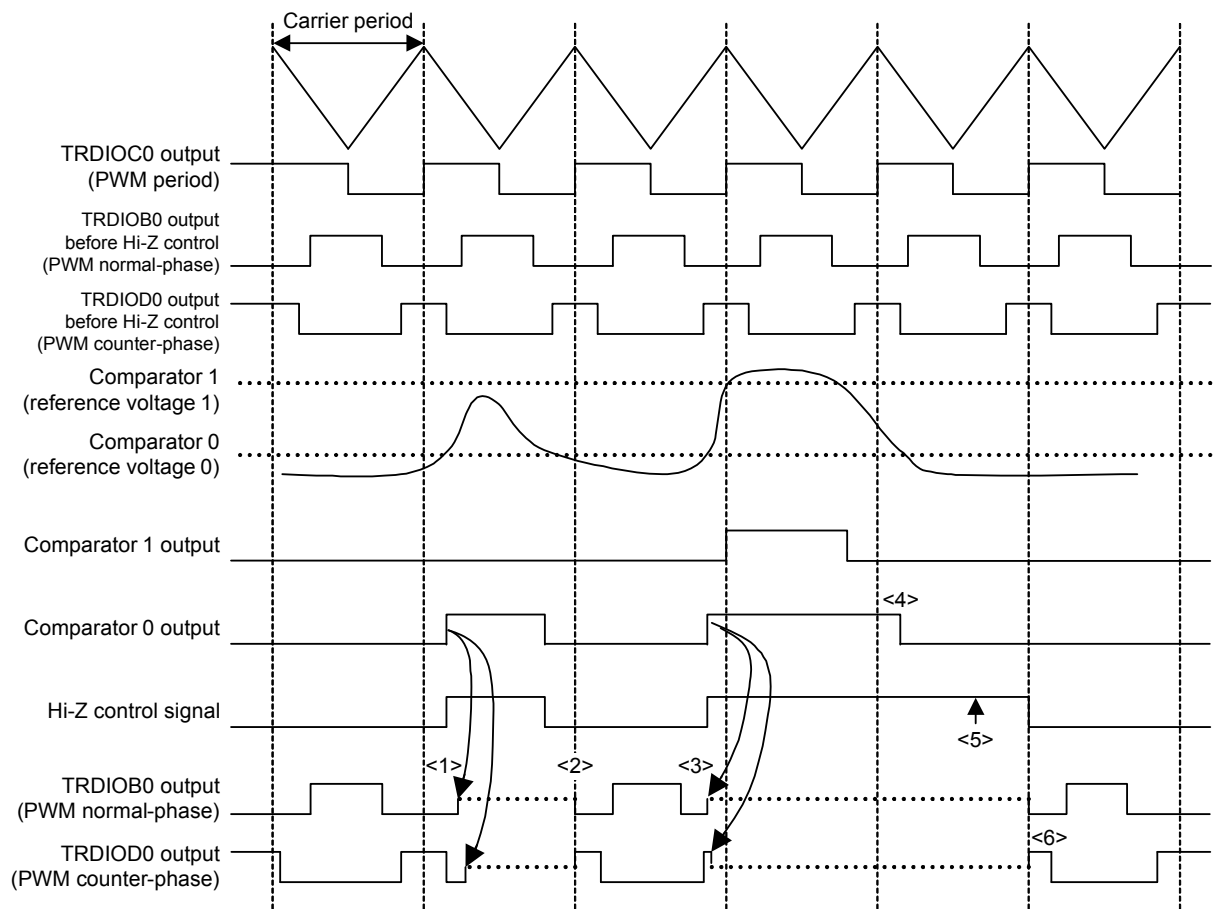 Carrier period
TRDIOC0 output
(PWM period)
TRDIOB0 output
before Hi-Z control
(PWM normal-phase)
TRDIOD0 output
before Hi-Z control
(PWM counter-phase)
Comparator 1
(reference voltage 1)
Comparator 0
(reference voltage 0)
Comparator 1 output
<4>
Comparator 0 output
Hi-Z control signal
<5>
<1>
<2>
<3>
TRDIOB0 output
(PWM normal-phase)
<6>
TRDIOD0 output
(PWM counter-phase)